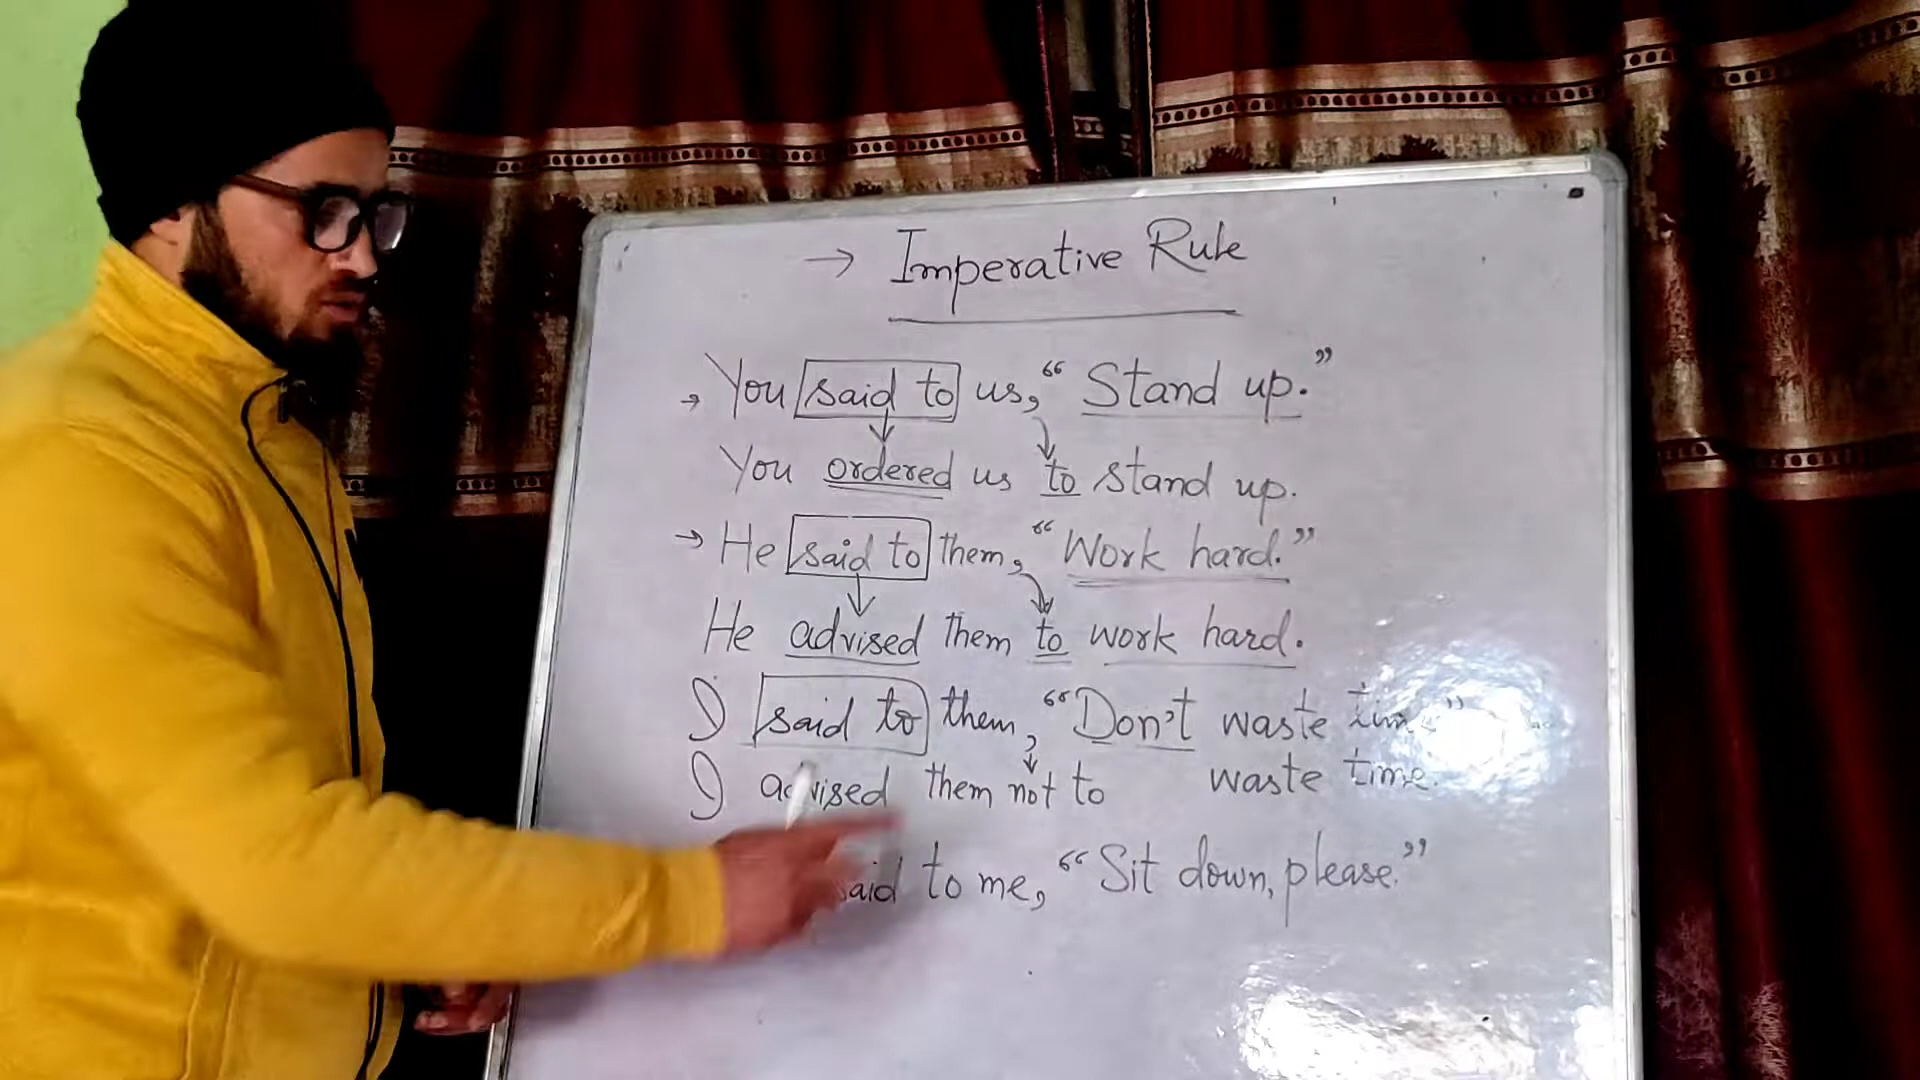 → Imperative Rule
→ You said to us, “Stand up.”
You ordered us to stand up.
→ He said to them, “Work hard.”
He advised them to work hard.
I said to them, “Don't waste time”
I advised them not to waste time.
said to me, “Sit down, please.”